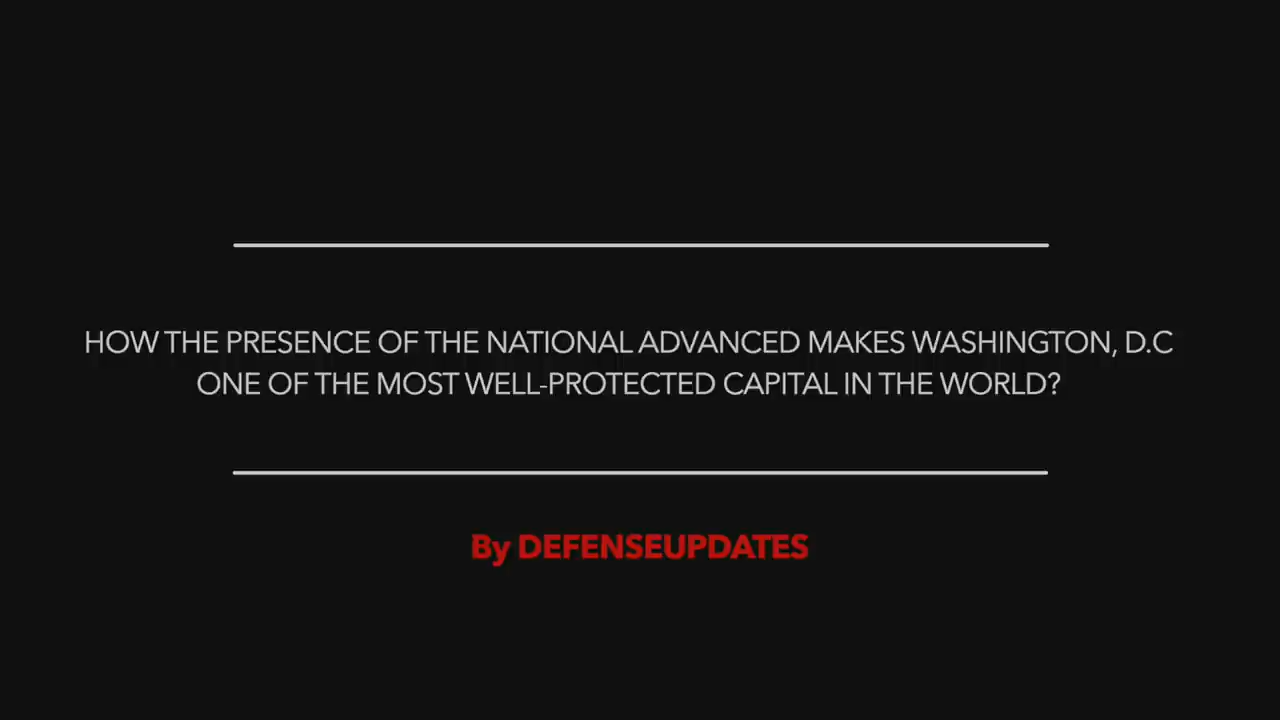 HOW THE PRESENCE OF THE NATIONAL ADVANCED MAKES WASHINGTON, D.C
ONE OF THE MOST WELL-PROTECTED CAPITAL IN THE WORLD?
By DEFENSEUPDATES